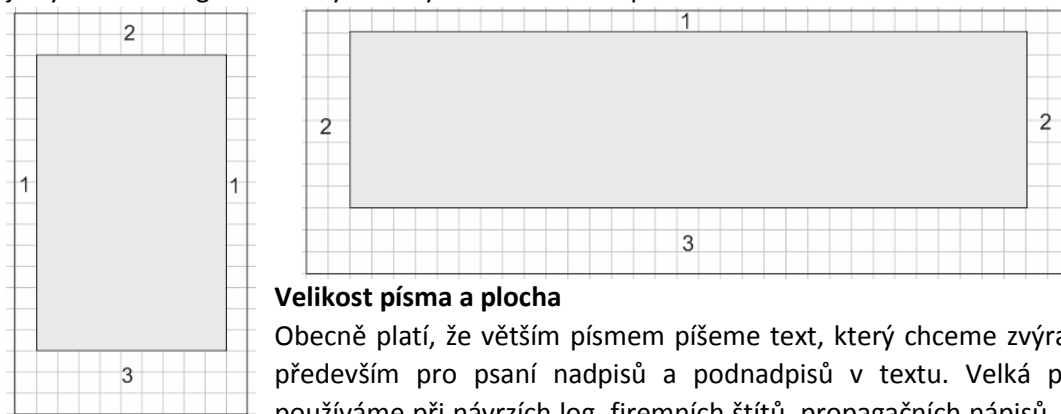 2
1
1
3
1
2
2
3
Velikost písma a plocha
Obecně platí, že větším písmem píšeme text, který chceme
především pro psaní nadpisů a podnadpisů v textu. Velká
používáme při návrzích log, firemních štítů, propagačních nápisů